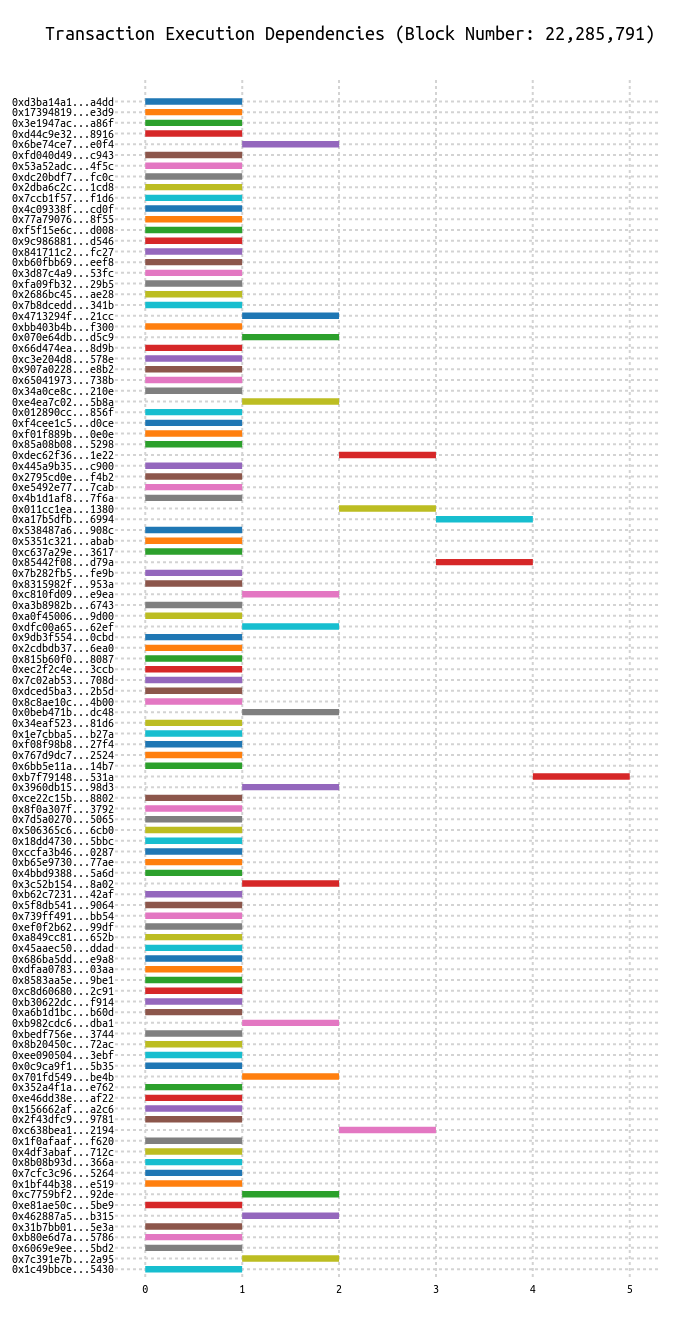 Transaction Execution Dependencies (Block Number: 22,285,791)
0xd3ba14a1...a4dd
0x17394819...e3d9
0x3e1947ac...a86f
0xd44c9e32...8916
0x6be74ce7...e0f4
0xfd040d49...c943
0x53a52adc...4f5c
0xdc20bdf7...fc0c
0x2dba6c2c...1cd8
0x7ccb1f57...f1d6
0x4c09338f...cd0f
0x77a79076...8f55
0xf5f15e6c...d008
0x9c986881...d546
0x841711c2...fc27
0xb60fbb69...eef8
0x3d87c4a9...53fc
0xfa09fb32...29b5
0x2686bc45...ae28
0x7b8dcedd...341b
0x4713294f...21cc
0xbb403b4b...f300
0x070e64db...d5c9
0x66d474ea...8d9b
0xc3e204d8...578e
0x907a0228...e8b2
0x65041973...738b
0x34a0ce8c...210e
0xe4ea7c02...5b8a
0x012890cc...856f
0xf4cee1c5...d0ce
0xf01f889b...0e0e
0x85a08b08...5298
0xdec62f36...1e22
0x445a9b35...c900
0x2795cd0e...f4b2
0xe5492e77...7cab
0x4b1d1af8...7f6a
0x011cc1ea...1380
0xa17b5dfb...6994
0x538487a6...908c
0x5351c321...abab
0xc637a29e...3617
0x85442f08...d79a
0x7b282fb5...fe9b
0x8315982f...953a
0xc810fd09...e9ea
0xa3b8982b...6743
0xa0f45006...9d00
0xdfc00a65...62ef
0x9db3f554...0cbd
0x2cdbdb37...6ea0
0x815b60f0...8087
0xec2f2c4e...3ccb
0x7c02ab53...708d
0xdced5ba3...2b5d
0x8c8ae10c...4b00
0x0beb471b...dc48
0x34eaf523...81d6
0x1e7cbba5...b27a
0xf08f98b8...27f4
0x767d9dc7...2524
0x6bb5e11a...14b7
0xb7f79148...531a
0x3960db15...98d3
0xce22c15b...8802
0x8f0a307f...3792
0x7d5a0270...5065
0x506365c6...6cb0
0x18dd4730...5bbc
0xccfa3b46...0287
0xb65e9730...77ae
0x4bbd9388...5a6d
0x3c52b154...8a02
0xb62c7231...42af
0x5f8db541...9064
0x739ff491...bb54
0xef0f2b62...99df
0xa849cc81...652b
0x45aaec50...ddad
0x686ba5dd...e9a8
0xdfaa0783...03aa
0x8583aa5e...9be1
0xc8d60680...2c91
0xb30622dc...f914
0xa6b1d1bc...b60d
0xb982cdc6...dba1
0xbedf756e...3744
0x8b20450c...72ac
0xee090504...3ebf
0x0c9ca9f1...5b35
0x701fd549...be4b
0x352a4f1a...e762
0xe46dd38e...af22
0x156662af...a2c6
0x2f43dfc9...9781
0xc638bea1...2194
0x1f0afaaf...f620
0x4df3abaf...712c
0x8b08b93d...366a
0x7cfc3c96...5264
0x1bf44b38...e519
0xc7759bf2...92de
0xe81ae50c...5be9
0x462887a5...b315
0x31b7bb01...5e3a
0xb80e6d7a...5786
0x6069e9ee...5bd2
0x7c391e7b...2a95
0x1c49bbce...5430
0 1 2 3 4 5